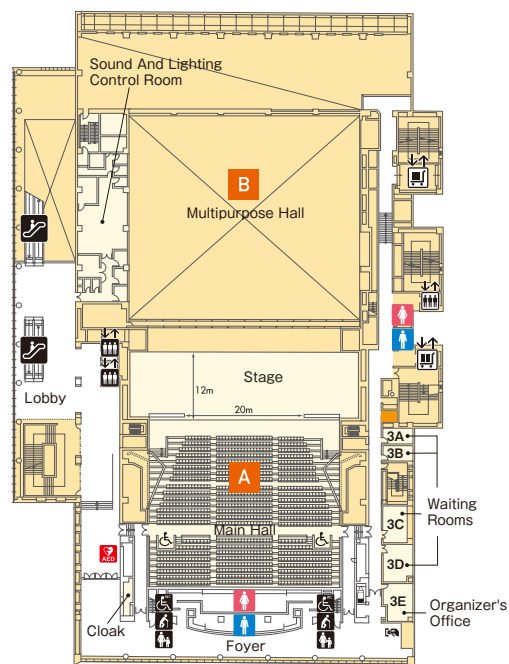 Sound And Lighting
Control Room
B
Multipurpose Hall
Stage
12m
20m
Lobby
3A
3B
A
Main Hall
3C
Waiting
Rooms
3D
AED
3E
Organizer's
Office
Cloak
Foyer